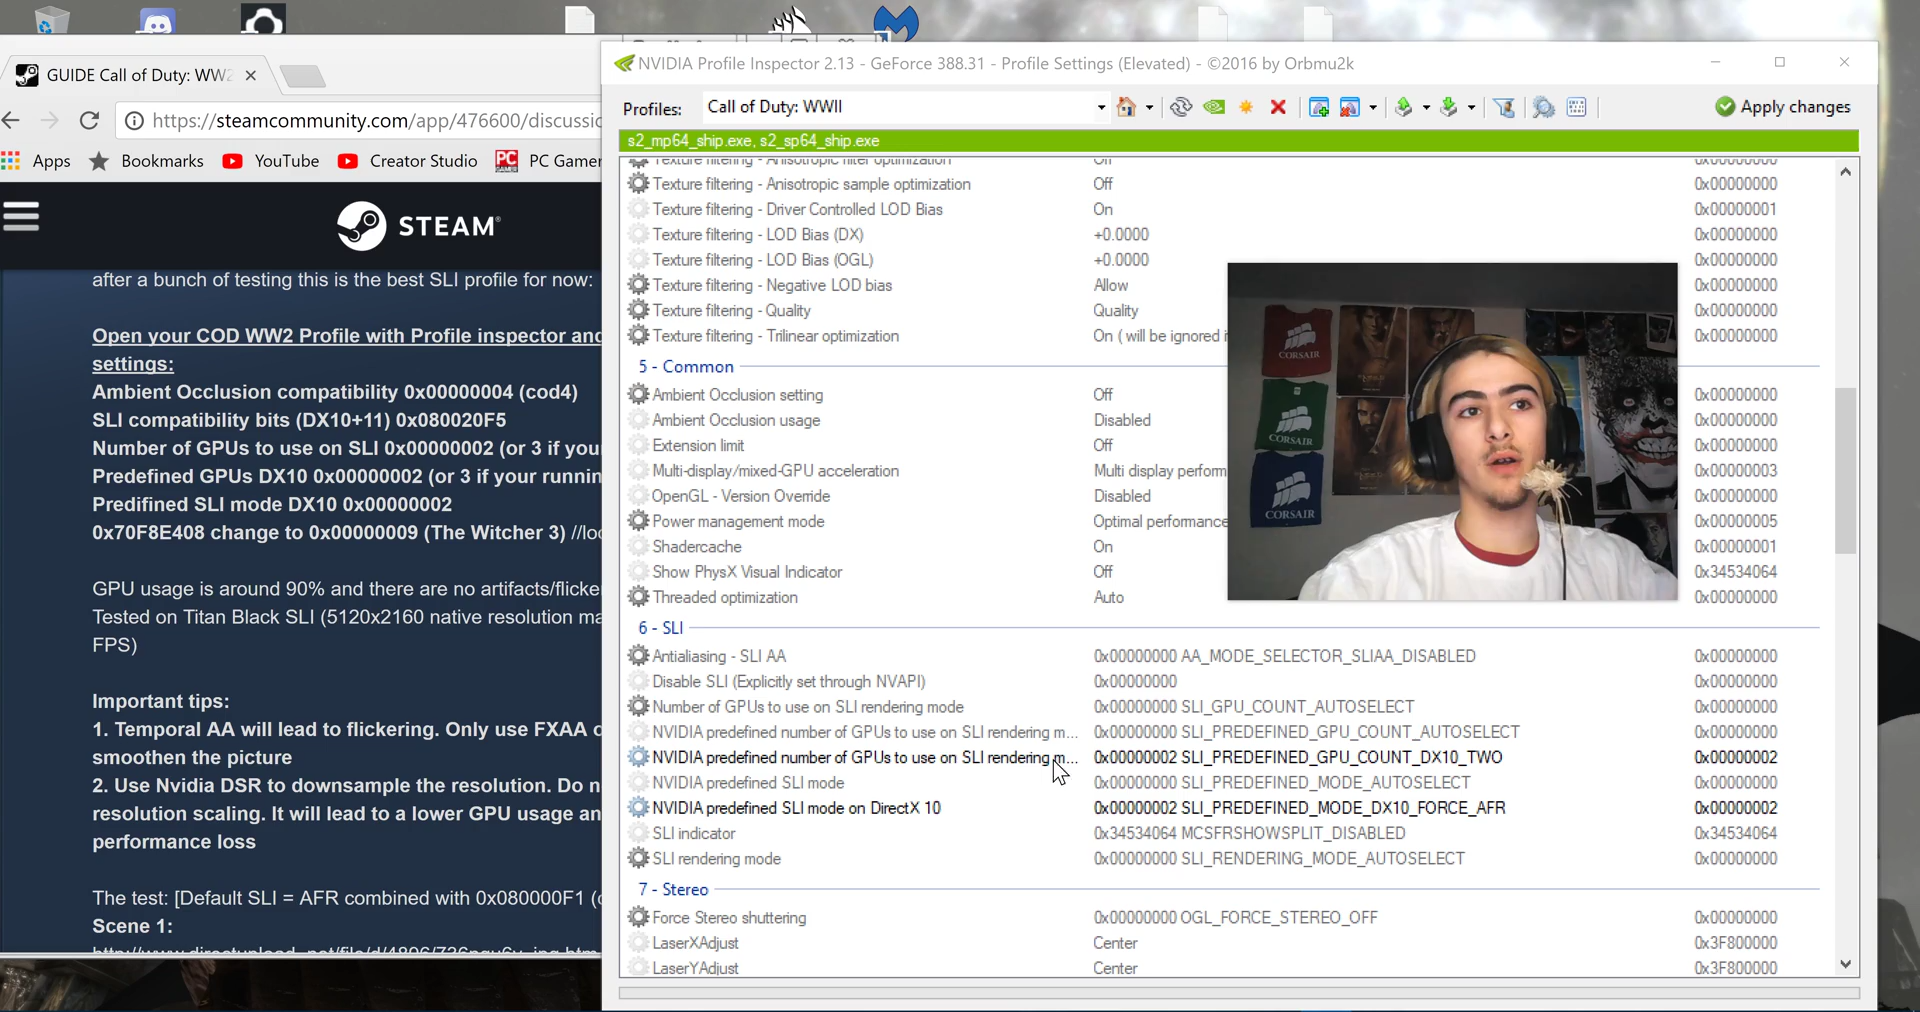 GUIDE Call of Duty: WW2
https://steamcommunity.com/app/476600/discussio
Apps
Bookmarks
YouTube
Creator Studio
PC Gamer
STEAM
after a bunch of testing this is the best SLI profile for now:
Open your COD WW2 Profile with Profile inspector and
settings:
Ambient Occlusion compatibility 0x00000004 (cod4)
SLI compatibility bits (DX10+11) 0x080020F5
Number of GPUs to use on SLI 0x00000002 (or 3 if your
Predefined GPUs DX10 0x00000002 (or 3 if your runnin
Predifined SLI mode DX10 0x00000002
0x70F8E408 change to 0x00000009 (The Witcher 3) //loo
GPU usage is around 90% and there are no artifacts/flicke
Tested on Titan Black SLI (5120x2160 native resolution ma
FPS)
Important tips:
1. Temporal AA will lead to flickering. Only use FXAA o
smoothen the picture
2. Use Nvidia DSR to downsample the resolution. Do n
resolution scaling. It will lead to a lower GPU usage an
performance loss
The test: [Default SLI = AFR combined with 0x080000F1 (
Scene 1:
NVIDIA Profile Inspector 2.13 - GeForce 388.31 - Profile Settings (Elevated) - ©2016 by Orbmu2k
Profiles: Call of Duty: WWII Apply changes
s2_mp64_ship.exe, s2_sp64_ship.exe
Texture filtering - Anisotropic filter optimization Off 0x00000000
Texture filtering - Anisotropic sample optimization Off 0x00000000
Texture filtering - Driver Controlled LOD Bias On 0x00000001
Texture filtering - LOD Bias (DX) +0.0000 0x00000000
Texture filtering - LOD Bias (OGL) +0.0000 0x00000000
Texture filtering - Negative LOD bias Allow 0x00000000
Texture filtering - Quality Quality 0x00000000
Texture filtering - Trilinear optimization On ( will be ignored i 0x00000000
5 - Common
Ambient Occlusion setting Off 0x00000000
Ambient Occlusion usage Disabled 0x00000000
Extension limit Off 0x00000000
Multi-display/mixed-GPU acceleration Multi display perform 0x00000003
OpenGL - Version Override Disabled 0x00000000
Power management mode Optimal performance 0x00000005
Shadercache On 0x00000001
Show PhysX Visual Indicator Off 0x34534064
Threaded optimization Auto 0x00000000
6 - SLI
Antialiasing - SLI AA 0x00000000 AA_MODE_SELECTOR_SLIAA_DISABLED 0x00000000
Disable SLI (Explicitly set through NVAPI) 0x00000000 0x00000000
Number of GPUs to use on SLI rendering mode 0x00000000 SLI_GPU_COUNT_AUTOSELECT 0x00000000
NVIDIA predefined number of GPUs to use on SLI rendering m... 0x00000000 SLI_PREDEFINED_GPU_COUNT_AUTOSELECT 0x00000000
NVIDIA predefined number of GPUs to use on SLI rendering m... 0x00000002 SLI_PREDEFINED_GPU_COUNT_DX10_TWO 0x00000002
NVIDIA predefined SLI mode 0x00000000 SLI_PREDEFINED_MODE_AUTOSELECT 0x00000000
NVIDIA predefined SLI mode on DirectX 10 0x00000002 SLI_PREDEFINED_MODE_DX10_FORCE_AFR 0x00000002
SLI indicator 0x34534064 MCSFRSHOWSPLIT_DISABLED 0x34534064
SLI rendering mode 0x00000000 SLI_RENDERING_MODE_AUTOSELECT 0x00000000
7 - Stereo
Force Stereo shuttering 0x00000000 OGL_FORCE_STEREO_OFF 0x00000000
LaserXAdjust Center 0x3F800000
LaserYAdjust Center 0x3F800000
CORSAIR
CORSAIR
CORSAIR